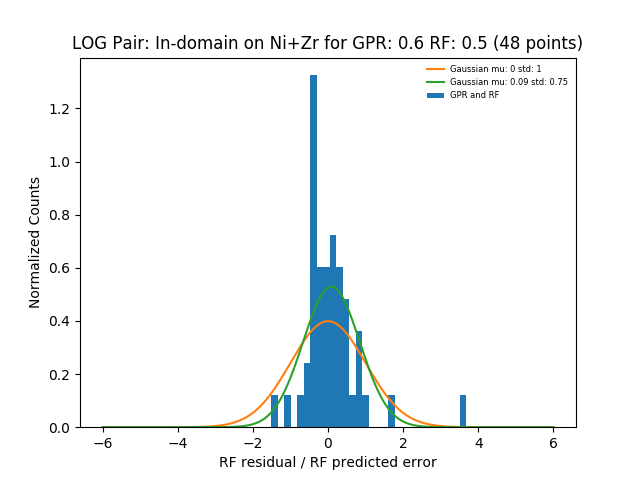 LOG Pair: In-domain on Ni+Zr for GPR: 0.6 RF: 0.5 (48 points)
Gaussian mu: 0 std: 1
Gaussian mu: 0.09 std: 0.75
GPR and RF
Normalized Counts
1.2
1.0
0.8
0.6
0.4
0.2
0.0
−6
−4
−2
0
2
4
6
RF residual / RF predicted error